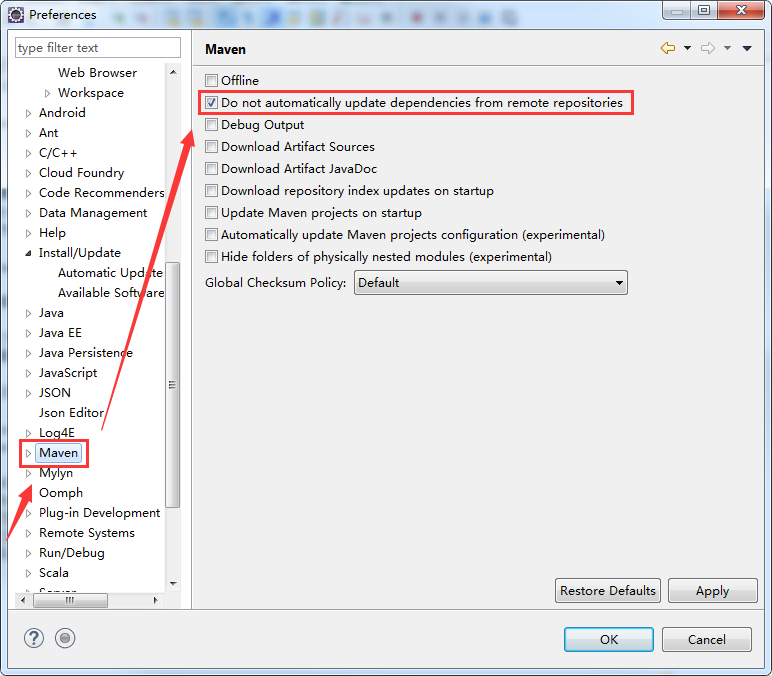 Preferences
type filter text
Web Browser
Workspace
Android
Ant
C/C++
Cloud Foundry
Code Recommenders
Data Management
Help
Install/Update
Automatic Update
Available Software
Java
Java EE
Java Persistence
JavaScript
JSON
Json Editor
Log4E
Maven
Mylyn
Oomph
Plug-in Development
Remote Systems
Run/Debug
Scala
Server
Maven
Offline
Do not automatically update dependencies from remote repositories
Debug Output
Download Artifact Sources
Download Artifact JavaDoc
Download repository index updates on startup
Update Maven projects on startup
Automatically update Maven projects configuration (experimental)
Hide folders of physically nested modules (experimental)
Global Checksum Policy: Default
Restore Defaults Apply
? OK Cancel